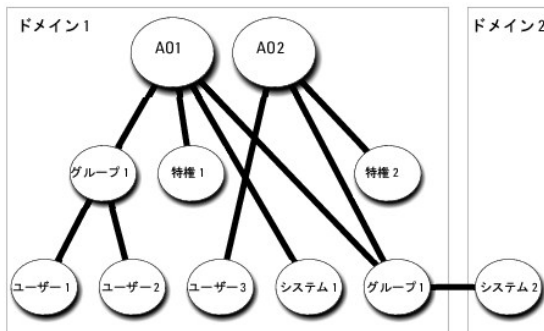 ドメイン1
ドメイン2
AO1
AO2
グループ1
特権 1
特権 2
ユーザー 1
ユーザー2
ユーザー3
システム 1
グループ1
システム 2